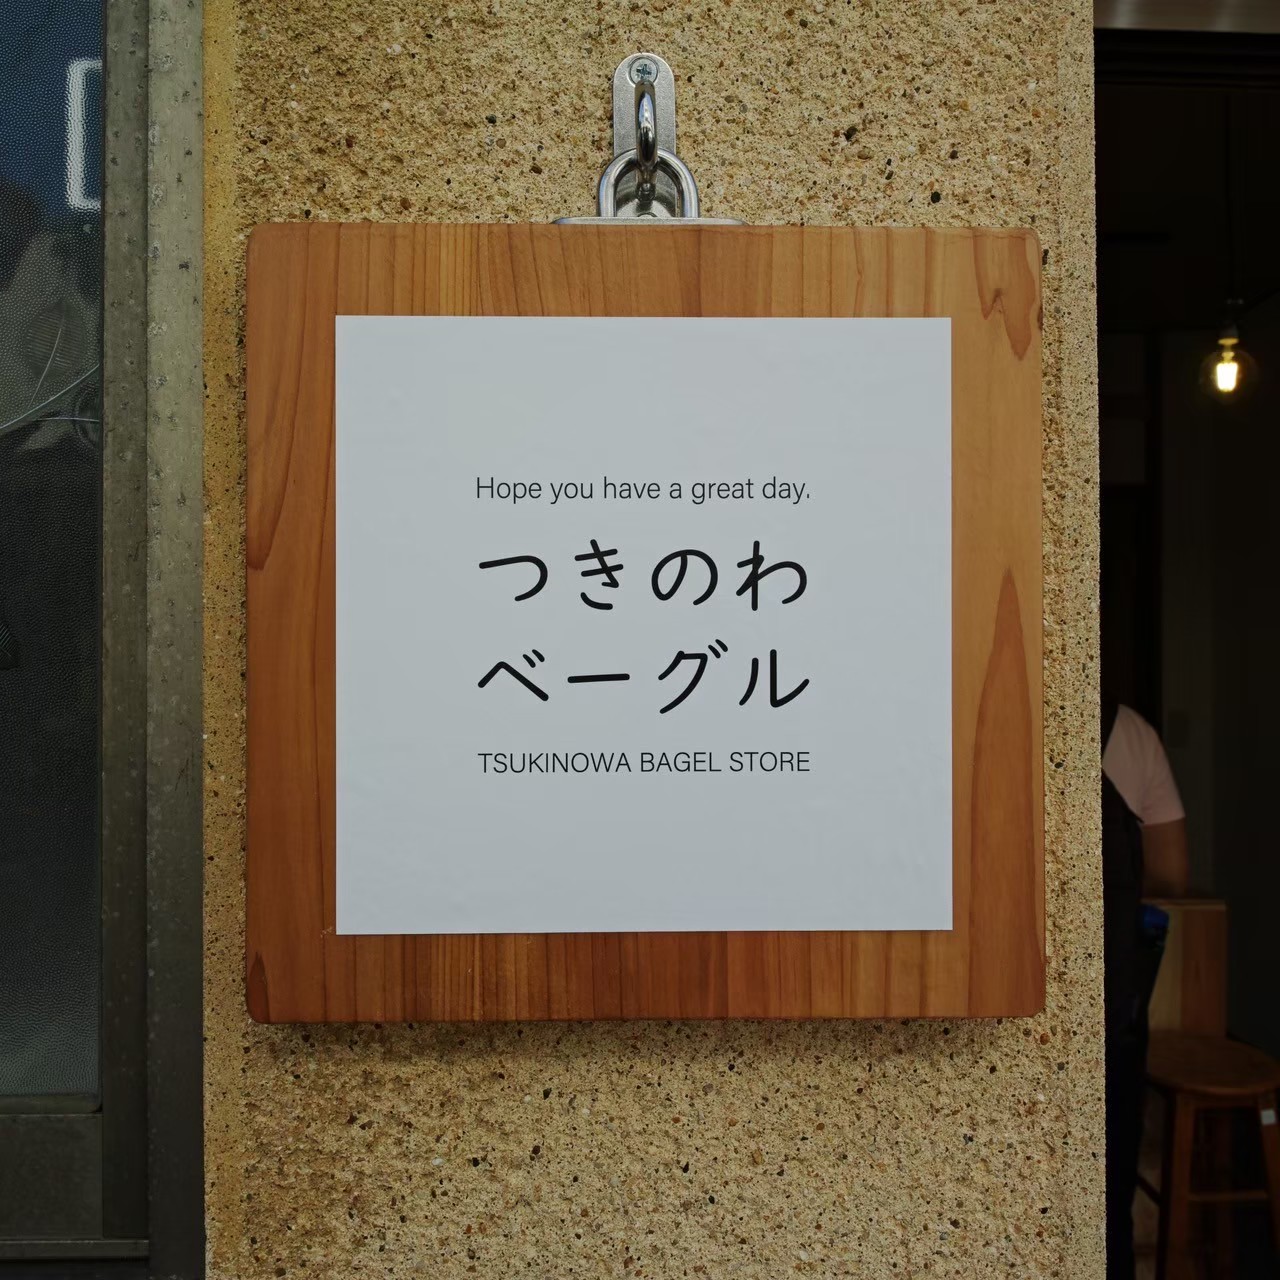 Hope you have a great day.
つきのわ
ベーグル
TSUKINOWA BAGEL STORE